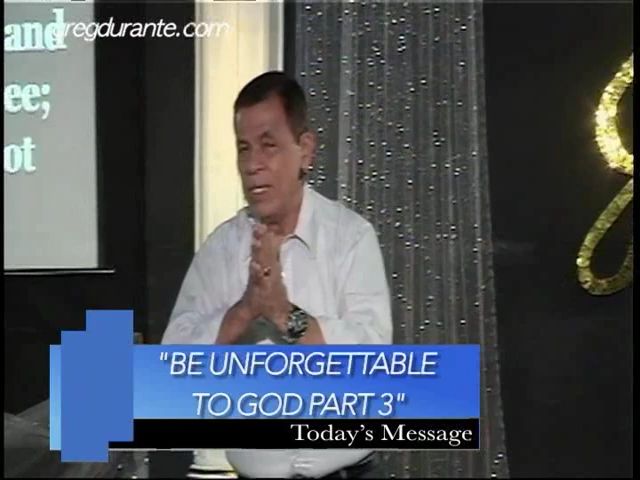 gregdurante.com
and
ee;
ot
"BE UNFORGETTABLE
TO GOD PART 3"
Today's Message